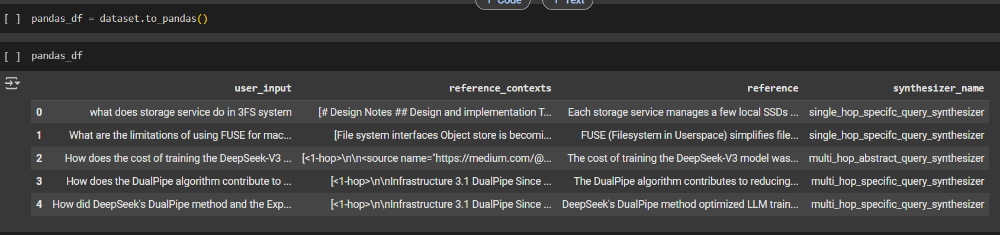 + Code + Text
[ ] pandas_df = dataset.to_pandas()
[ ] pandas_df
user_input reference_contexts reference synthesizer_name
0 what does storage service do in 3FS system [# Design Notes ## Design and implementation T... Each storage service manages a few local SSDs ... single_hop_specifc_query_synthesizer
1 What are the limitations of using FUSE for mac... [File system interfaces Object store is becomi... FUSE (Filesystem in Userspace) simplifies file... single_hop_specifc_query_synthesizer
2 How does the cost of training the DeepSeek-V3 ... [<1-hop>\n\n<source name="https://medium.com/@... The cost of training the DeepSeek-V3 model was... multi_hop_abstract_query_synthesizer
3 How does the DualPipe algorithm contribute to ... [<1-hop>\n\nInfrastructure 3.1 DualPipe Since ... The DualPipe algorithm contributes to reducing... multi_hop_specific_query_synthesizer
4 How did DeepSeek's DualPipe method and the Exp... [<1-hop>\n\nInfrastructure 3.1 DualPipe Since ... DeepSeek's DualPipe method optimized LLM train... multi_hop_specific_query_synthesizer